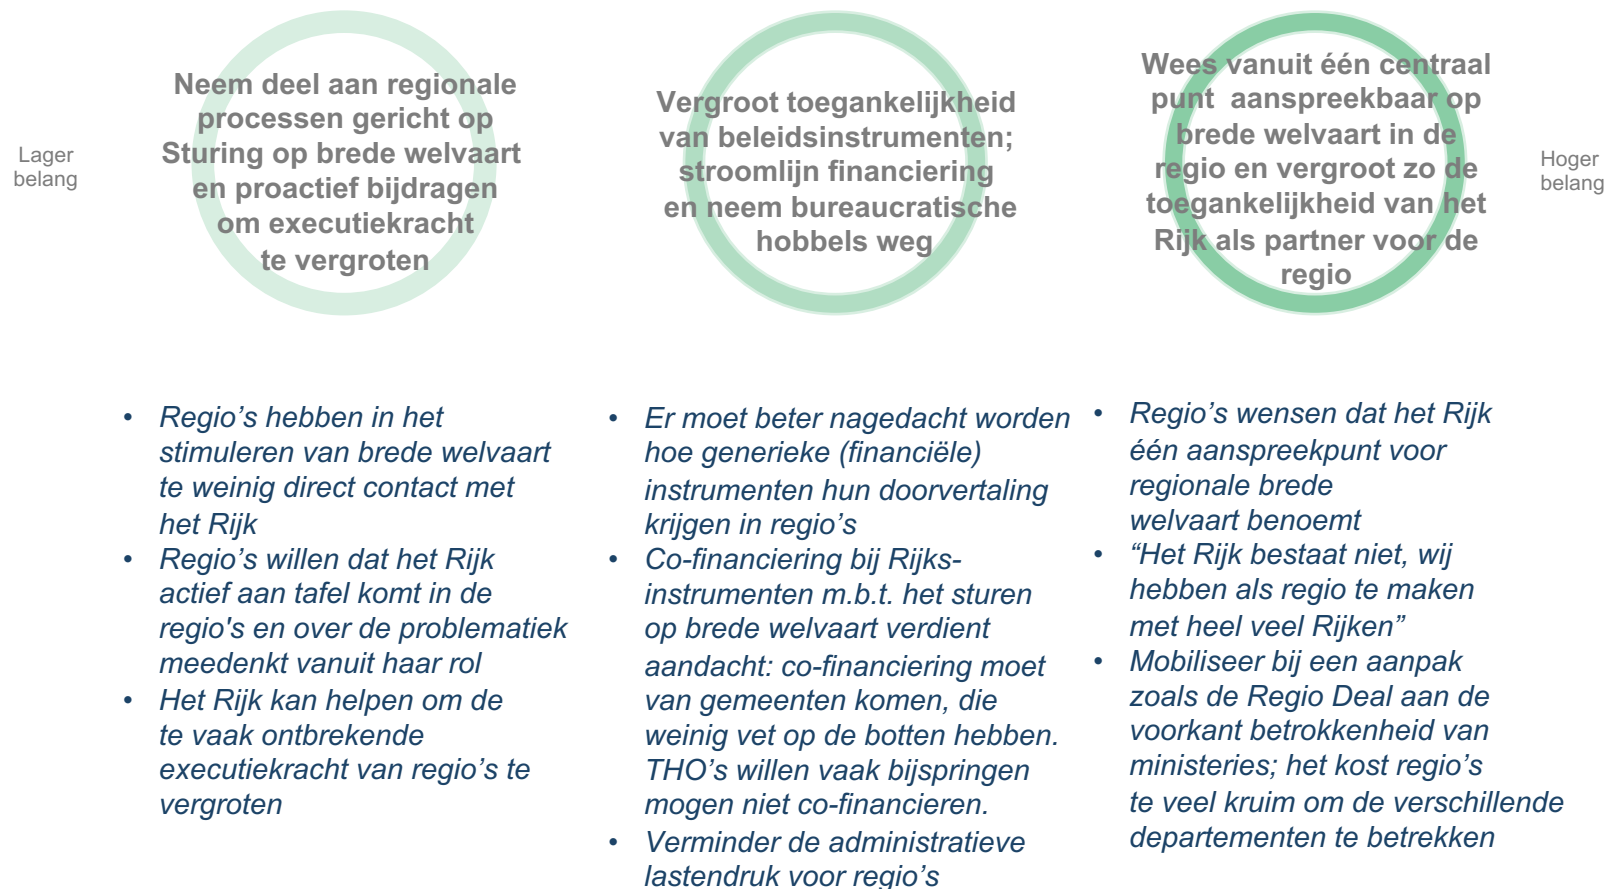 Lager
belang
Neem deel aan regionale
processen gericht op
Sturing op brede welvaart
en proactief bijdragen
om executiekracht
te vergroten
Vergroot toegankelijkheid
van beleidsinstrumenten;
stroomlijn financiering
en neem bureaucratische
hobbels weg
Wees vanuit één centraal
punt  aanspreekbaar op
brede welvaart in de
regio en vergroot zo de
toegankelijkheid van het
Rijk als partner voor de
regio
Hoger
belang
• Regio’s hebben in het
stimuleren van brede welvaart
te weinig direct contact met
het Rijk
• Regio’s willen dat het Rijk
actief aan tafel komt in de
regio's en over de problematiek
meedenkt vanuit haar rol
• Het Rijk kan helpen om de
te vaak ontbrekende
executiekracht van regio’s te
vergroten
• Er moet beter nagedacht worden
hoe generieke (financiële)
instrumenten hun doorvertaling
krijgen in regio’s
• Co-financiering bij Rijks-
instrumenten m.b.t. het sturen
op brede welvaart verdient
aandacht: co-financiering moet
van gemeenten komen, die
weinig vet op de botten hebben.
THO’s willen vaak bijspringen
mogen niet co-financieren.
• Verminder de administratieve
lastendruk voor regio’s
• Regio’s wensen dat het Rijk
één aanspreekpunt voor
regionale brede
welvaart benoemt
• “Het Rijk bestaat niet, wij
hebben als regio te maken
met heel veel Rijken”
• Mobiliseer bij een aanpak
zoals de Regio Deal aan de
voorkant betrokkenheid van
ministeries; het kost regio’s
te veel kruim om de verschillende
departementen te betrekken